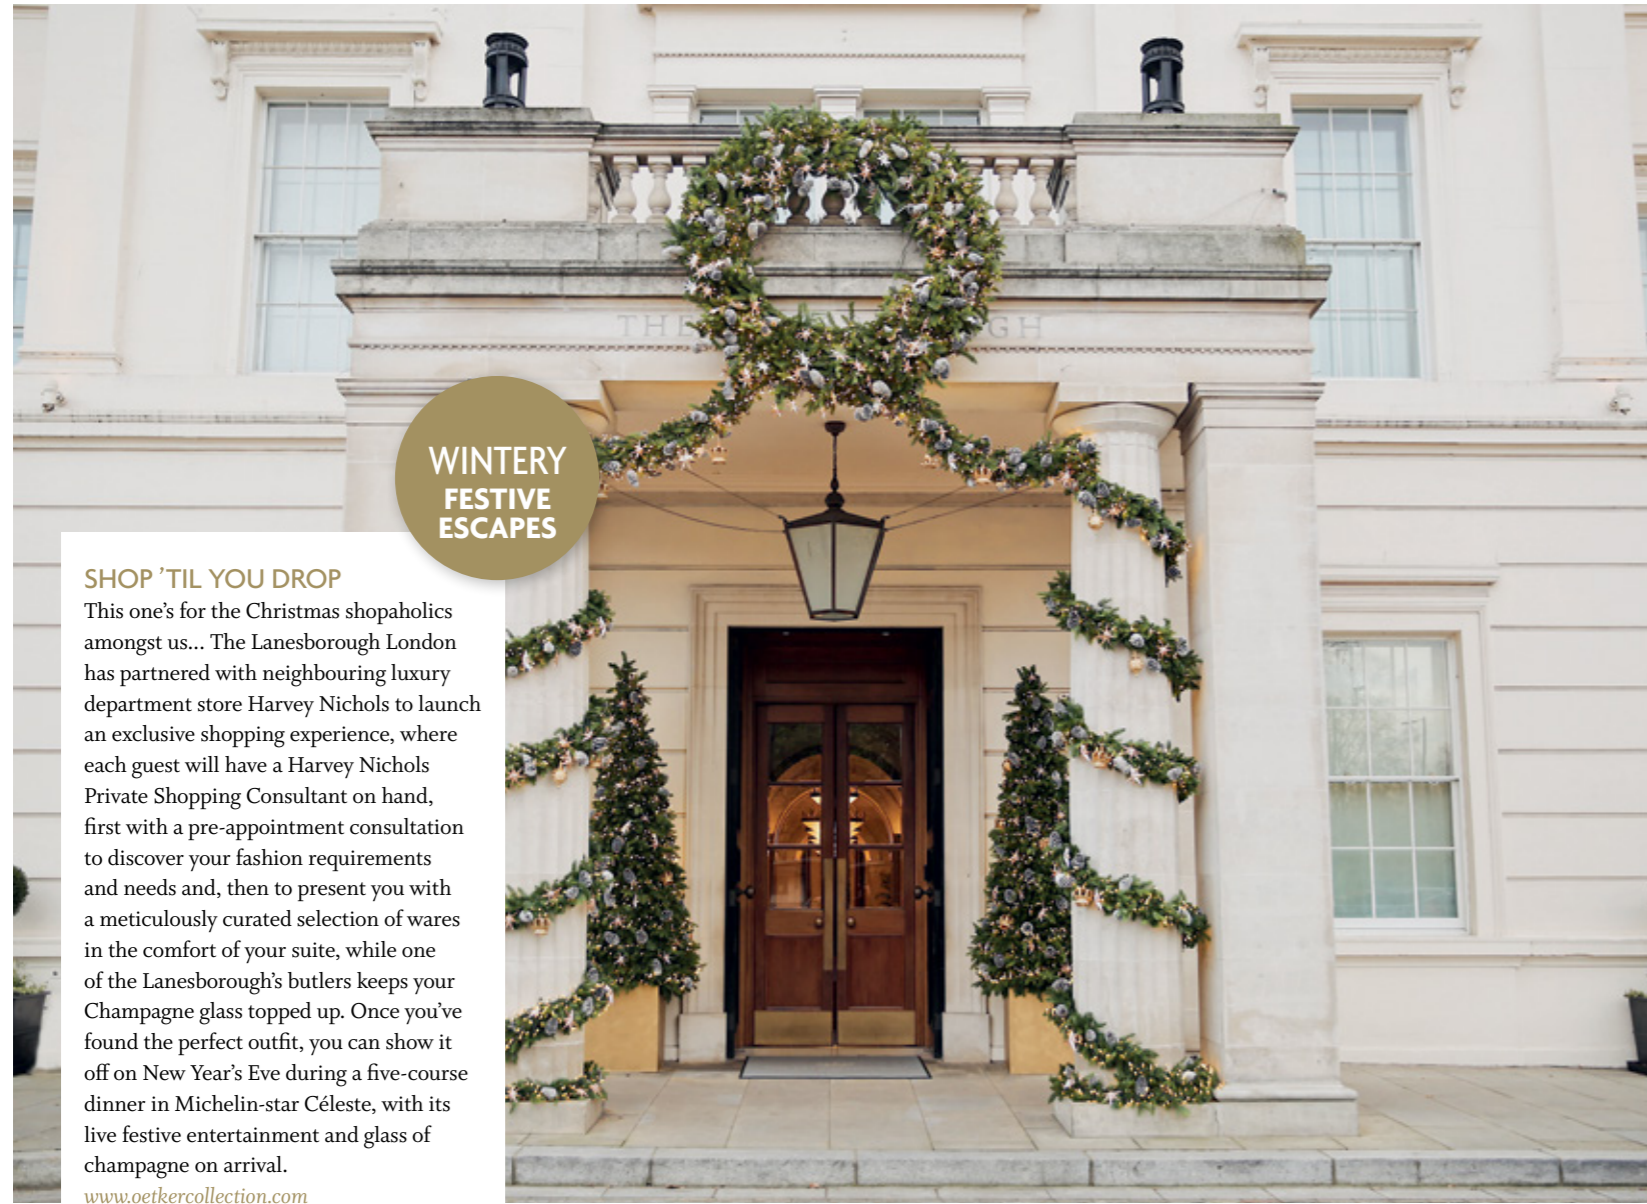 THE GH
WINTERY
FESTIVE
ESCAPES
SHOP ’TIL YOU DROP
This one’s for the Christmas shopaholics
amongst us... The Lanesborough London
has partnered with neighbouring luxury
department store Harvey Nichols to launch
an exclusive shopping experience, where
each guest will have a Harvey Nichols
Private Shopping Consultant on hand,
first with a pre-appointment consultation
to discover your fashion requirements
and needs and, then to present you with
a meticulously curated selection of wares
in the comfort of your suite, while one
of the Lanesborough’s butlers keeps your
Champagne glass topped up. Once you’ve
found the perfect outfit, you can show it
off on New Year’s Eve during a five-course
dinner in Michelin-star Céleste, with its
live festive entertainment and glass of
champagne on arrival.
www.oetkercollection.com